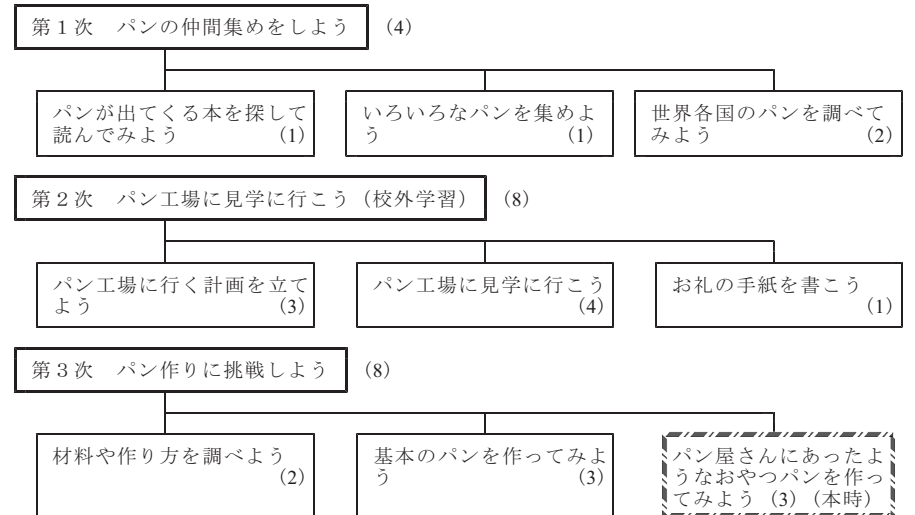 第１次　パンの仲間集めをしよう （4）
パンが出てくる本を探して
読んでみよう (1)
いろいろなパンを集めよ
う (1)
世界各国のパンを調べて
みよう (2)
第２次　パン工場に見学に行こう（校外学習） （8）
パン工場に行く計画を立て
よう (3)
パン工場に見学に行こう
(4)
お礼の手紙を書こう
(1)
第３次　パン作りに挑戦しよう （8）
材料や作り方を調べよう
(2)
基本のパンを作ってみよ
う (3)
パン屋さんにあったよ
うなおやつパンを作っ
てみよう（3）（本時）